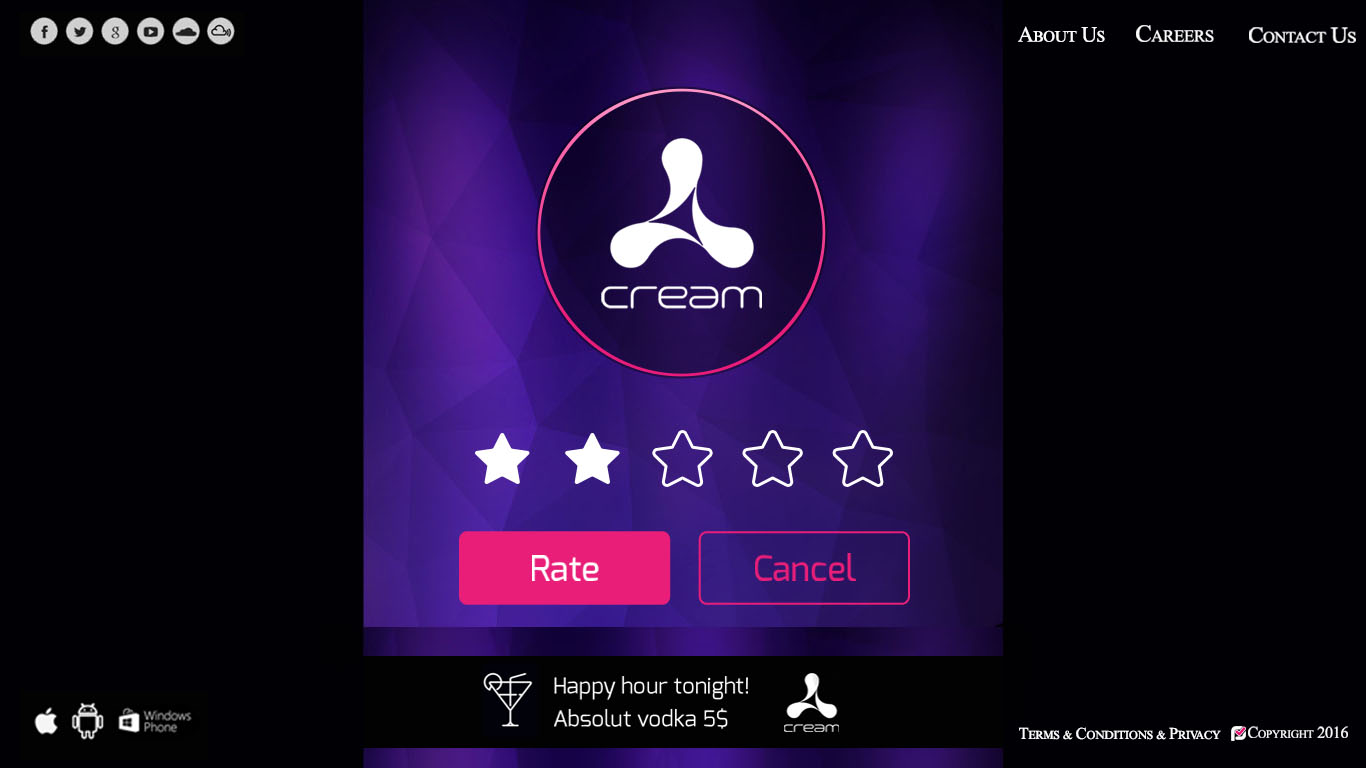 About Us Careers Contact Us
cream
Rate Cancel
Happy hour tonight!
Absolut vodka 5$
cream
Windows
Phone
Terms & Conditions & Privacy Copyright 2016